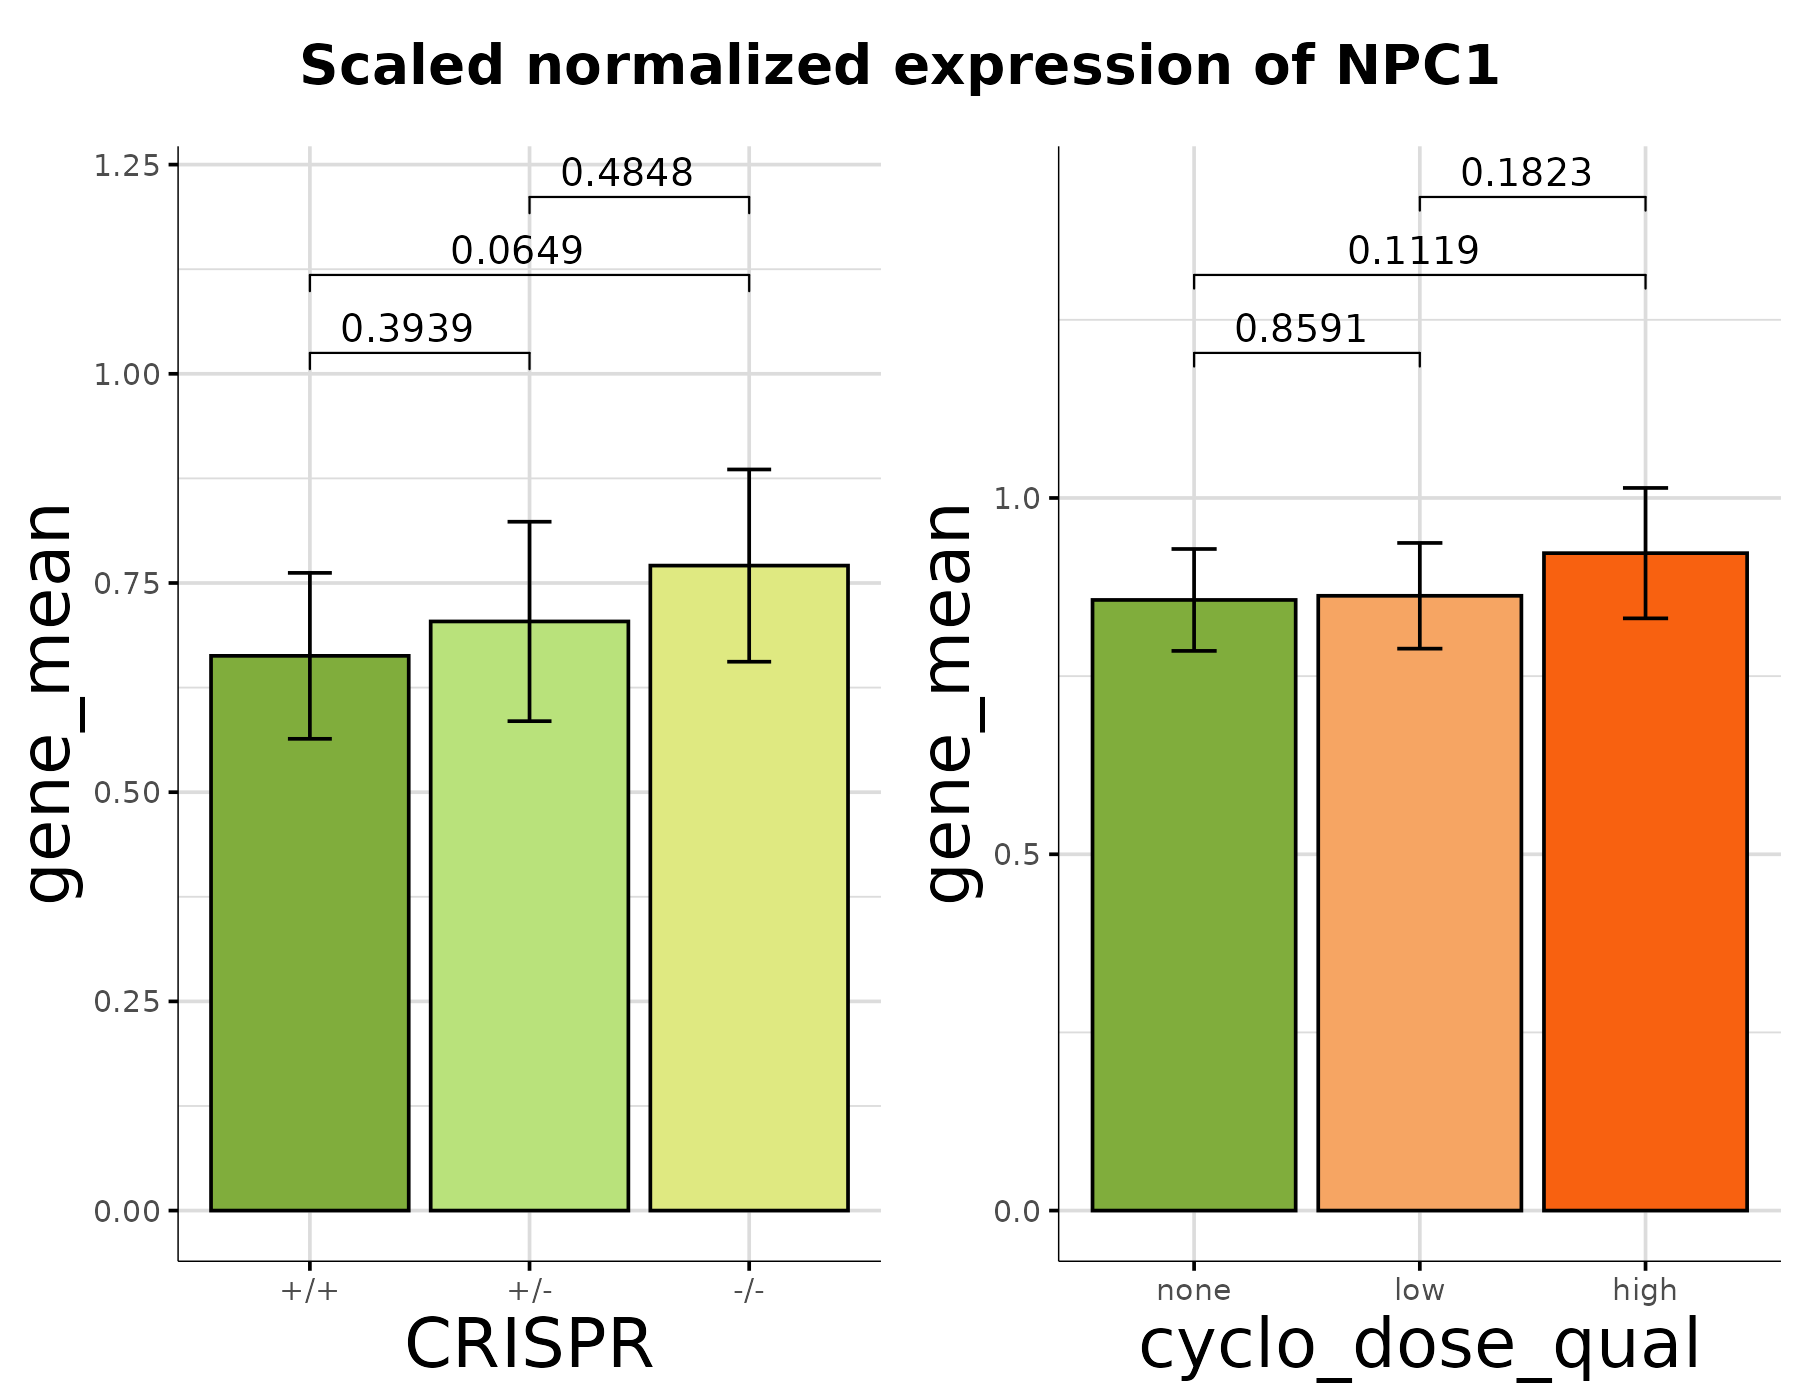 Scaled normalized expression of NPC1
gene_mean
1.25
1.00
0.75
0.50
0.25
0.00
0.4848
0.0649
0.3939
+/+ +/- -/-
CRISPR
gene_mean
1.0
0.5
0.0
0.1823
0.1119
0.8591
none low high
cyclo_dose_qual